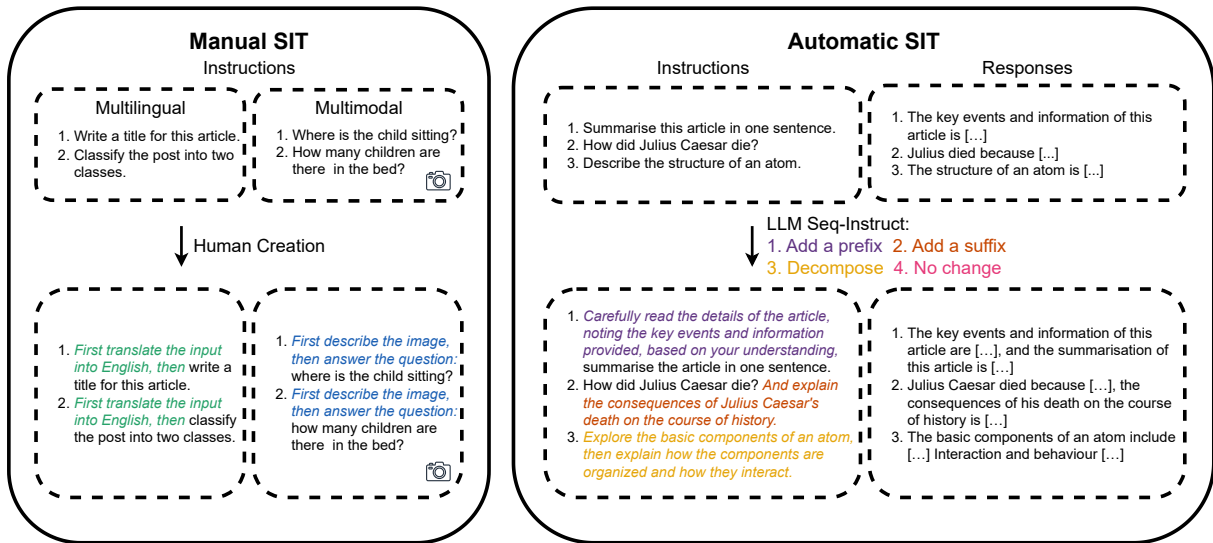 Manual SIT
Instructions
Multilingual
1. Write a title for this article.
2. Classify the post into two
classes.
Multimodal
1. Where is the child sitting?
2. How many children are
there in the bed?
Human Creation
1. First translate the input
into English, then write a
title for this article.
2. First translate the input
into English, then classify
the post into two classes.
1. First describe the image,
then answer the question:
where is the child sitting?
2. First describe the image,
then answer the question:
how many children are
there in the bed?
Automatic SIT
Instructions
1. Summarise this article in one sentence.
2. How did Julius Caesar die?
3. Describe the structure of an atom.
Responses
1. The key events and information of this
article is […]
2. Julius died because [...]
3. The structure of an atom is [...]
LLM Seq-Instruct:
1. Add a prefix 2. Add a suffix
3. Decompose 4. No change
1. Carefully read the details of the article,
noting the key events and information
provided, based on your understanding,
summarise the article in one sentence.
2. How did Julius Caesar die? And explain
the consequences of Julius Caesar's
death on the course of history.
3. Explore the basic components of an atom,
then explain how the components are
organized and how they interact.
1. The key events and information of this
article are […], and the summarisation of
this article is […]
2. Julius Caesar died because […], the
consequences of his death on the course
of history is […]
3. The basic components of an atom include
[…] Interaction and behaviour […]